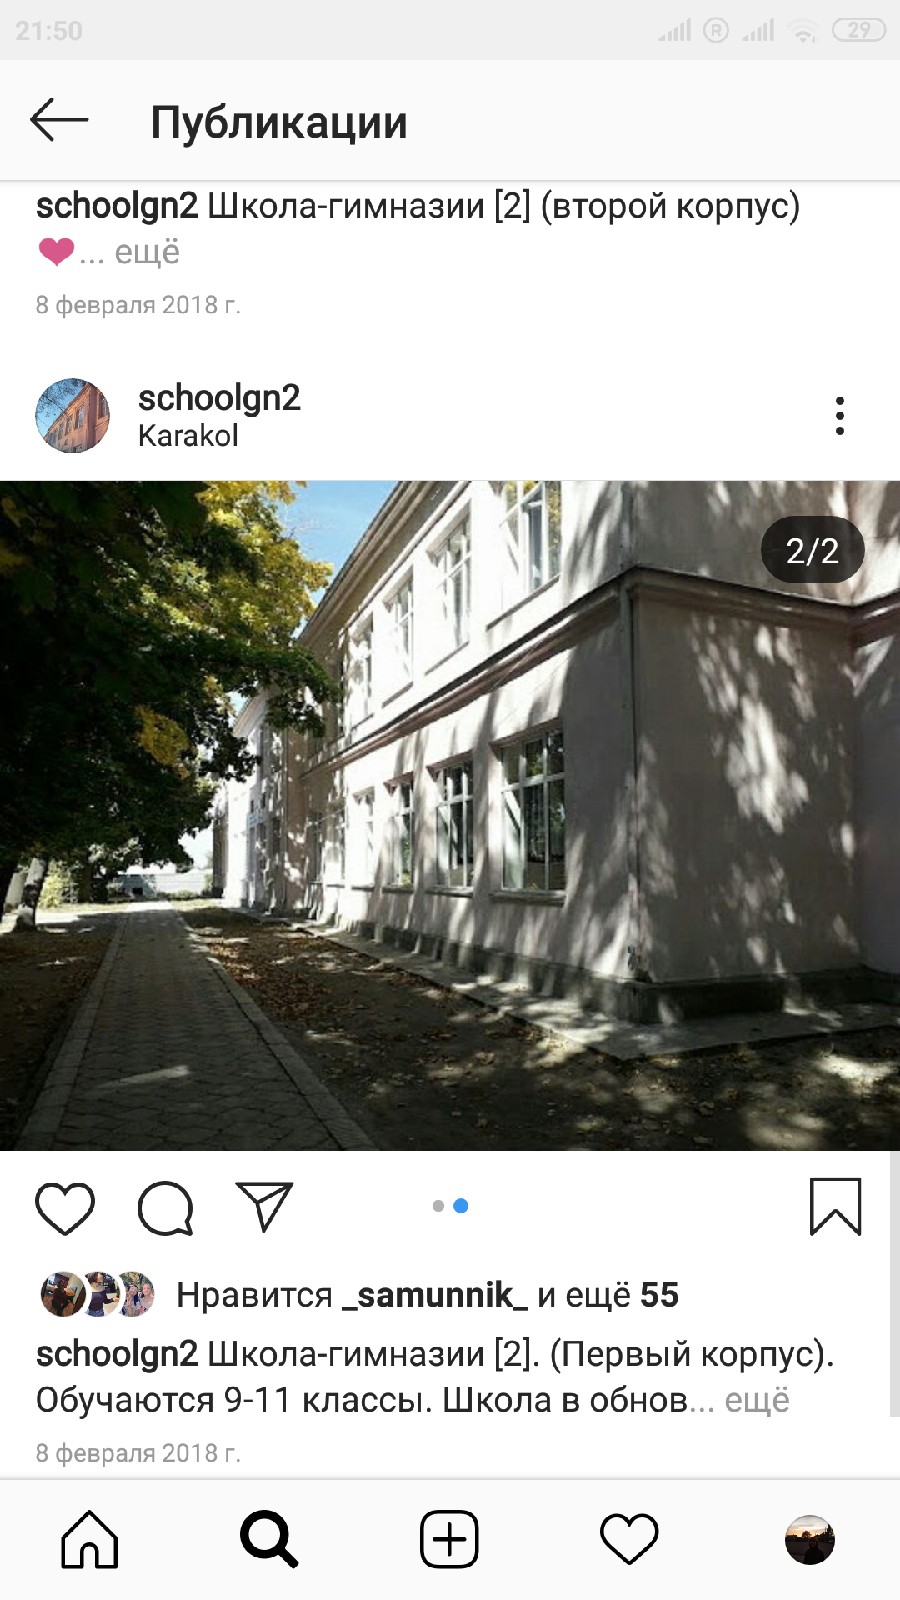 21:50
R
29
Публикации
schoolgn2 Школа-гимназии [2] (второй корпус)
❤... ещё
8 февраля 2018 г.
schoolgn2
Karakol
2/2
Нравится _samunnik_ и ещё 55
schoolgn2 Школа-гимназии [2]. (Первый корпус).
Обучаются 9-11 классы. Школа в обнов... ещё
8 февраля 2018 г.